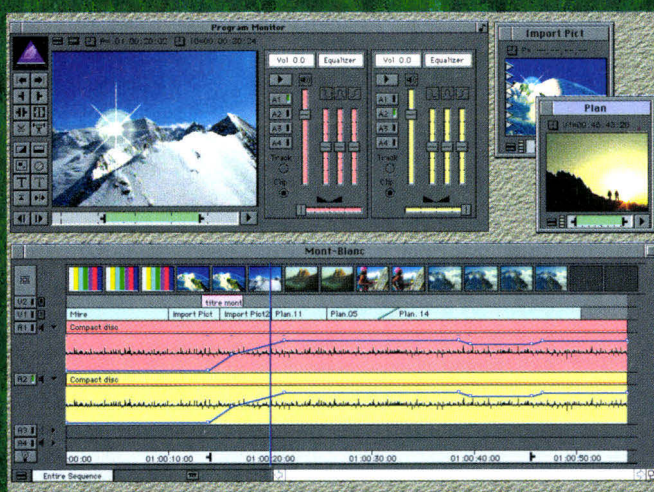 Program Monitor
Vol 0.0 Equalizer
Vol 0.0 Equalizer
A1
A2
A3
A4
Track
Clip
A1
A2
A3
A4
Track
Clip
Import Pict
Plan
Mont-Blanc
V2
titre mont
V1
Mire
Import Pict
Import Pict2
Plan.11
Plan.05
Plan. 14
A1
Compact disc
A2
Compact disc
A3
A4
:00:00 01:00:10:00 01:00:20:00 01:00:30:00 01:00:40:00 01:00:50:00
Entire Sequence